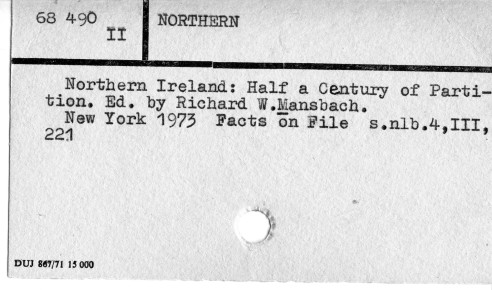 68 490
II
NORTHERN
Northern Ireland: Half a Century of Parti-
tion. Ed. by Richard W.Mansbach.
New York 1973 Facts on File s.nlb.4,III,
221
DUJ 867/71 15 000